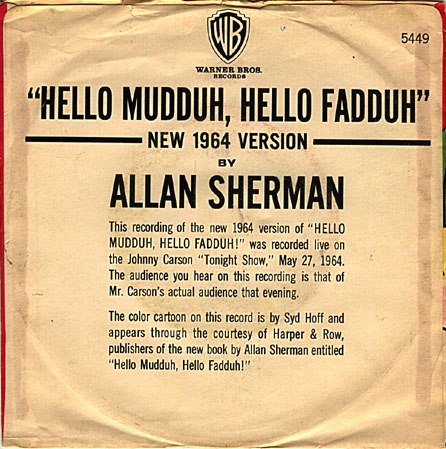 WB
5449
WARNER BROS.
RECORDS
"HELLO MUDDUH, HELLO FADDUH"
NEW 1964 VERSION
BY
ALLAN SHERMAN
This recording of the new 1964 version of "HELLO
MUDDUH, HELLO FADDUH!" was recorded live on
the Johnny Carson "Tonight Show," May 27, 1964.
The audience you hear on this recording is that of
Mr. Carson's actual audience that evening.
The color cartoon on this record is by Syd Hoff and
appears through the courtesy of Harper & Row,
publishers of the new book by Allan Sherman entitled
"Hello Mudduh, Hello Fadduh!"